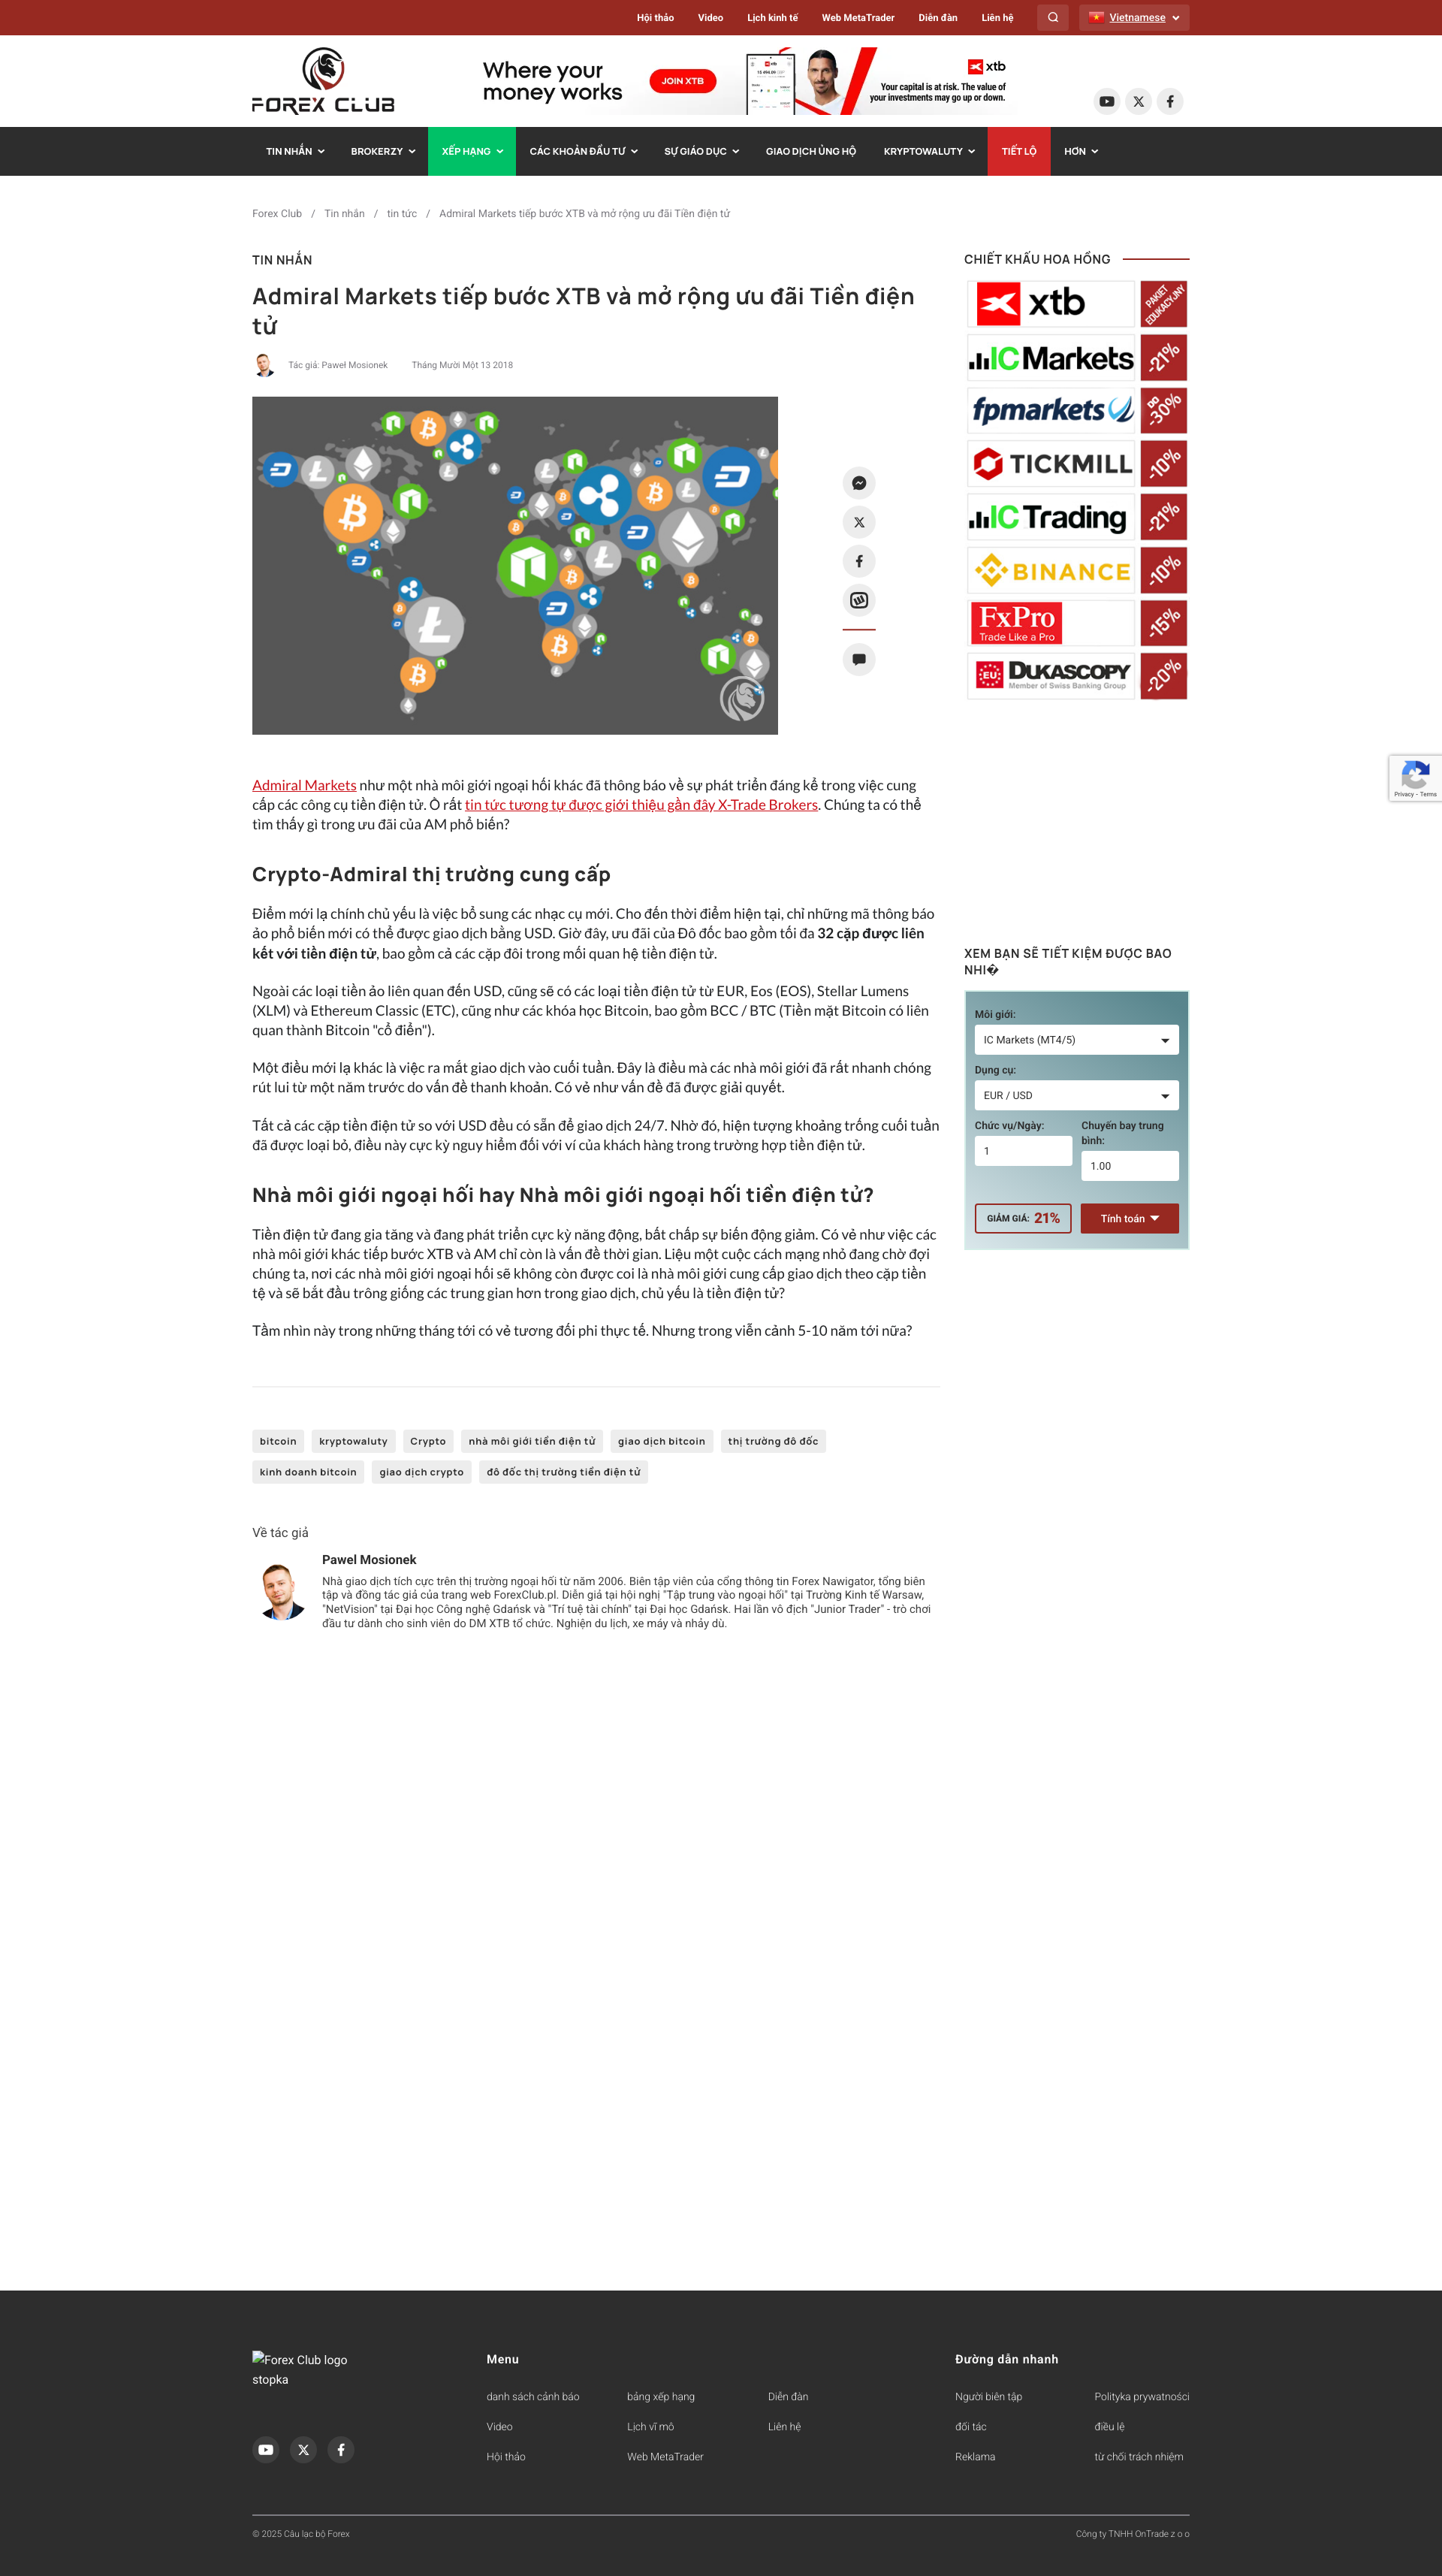 Hội thảo
Video
Lịch kinh tế
Web MetaTrader
Diễn đàn
Liên hệ
Vietnamese
FOREX CLUB
Where your
money works
JOIN XTB
xtb
Your capital is at risk. The value of
your investments may go up or down.
TIN NHẮN
BROKERZY
XẾP HẠNG
CÁC KHOẢN ĐẦU TƯ
SỰ GIÁO DỤC
GIAO DỊCH ỦNG HỘ
KRYPTOWALUTY
TIẾT LỘ
HƠN
Forex Club / Tin nhắn / tin tức / Admiral Markets tiếp bước XTB và mở rộng ưu đãi Tiền điện tử
TIN NHẮN
Admiral Markets tiếp bước XTB và mở rộng ưu đãi Tiền điện
tử
Tác giả: Paweł Mosionek
Tháng Mười Một 13 2018
Admiral Markets như một nhà môi giới ngoại hối khác đã thông báo về sự phát triển đáng kể trong việc cung
cấp các công cụ tiền điện tử. Ò rất tin tức tương tự được giới thiệu gần đây X-Trade Brokers. Chúng ta có thể
tìm thấy gì trong ưu đãi của AM phổ biến?
Crypto-Admiral thị trường cung cấp
Điểm mới lạ chính chủ yếu là việc bổ sung các nhạc cụ mới. Cho đến thời điểm hiện tại, chỉ những mã thông báo
ảo phổ biến mới có thể được giao dịch bằng USD. Giờ đây, ưu đãi của Đô đốc bao gồm tối đa 32 cặp được liên
kết với tiền điện tử, bao gồm cả các cặp đôi trong mối quan hệ tiền điện tử.
Ngoài các loại tiền ảo liên quan đến USD, cũng sẽ có các loại tiền điện tử từ EUR, Eos (EOS), Stellar Lumens
(XLM) và Ethereum Classic (ETC), cũng như các khóa học Bitcoin, bao gồm BCC / BTC (Tiền mặt Bitcoin có liên
quan thành Bitcoin "cổ điển").
Một điều mới lạ khác là việc ra mắt giao dịch vào cuối tuần. Đây là điều mà các nhà môi giới đã rất nhanh chóng
rút lui từ một năm trước do vấn đề thanh khoản. Có vẻ như vấn đề đã được giải quyết.
Tất cả các cặp tiền điện tử so với USD đều có sẵn để giao dịch 24/7. Nhờ đó, hiện tượng khoảng trống cuối tuần
đã được loại bỏ, điều này cực kỳ nguy hiểm đối với ví của khách hàng trong trường hợp tiền điện tử.
Nhà môi giới ngoại hối hay Nhà môi giới ngoại hối tiền điện tử?
Tiền điện tử đang gia tăng và đang phát triển cực kỳ năng động, bất chấp sự biến động giảm. Có vẻ như việc các
nhà môi giới khác tiếp bước XTB và AM chỉ còn là vấn đề thời gian. Liệu một cuộc cách mạng nhỏ đang chờ đợi
chúng ta, nơi các nhà môi giới ngoại hối sẽ không còn được coi là nhà môi giới cung cấp giao dịch theo cặp tiền
tệ và sẽ bắt đầu trông giống các trung gian hơn trong giao dịch, chủ yếu là tiền điện tử?
Tầm nhìn này trong những tháng tới có vẻ tương đối phi thực tế. Nhưng trong viễn cảnh 5-10 năm tới nữa?
bitcoin
kryptowaluty
Crypto
nhà môi giới tiền điện tử
giao dịch bitcoin
thị trường đô đốc
kinh doanh bitcoin
giao dịch crypto
đô đốc thị trường tiền điện tử
Về tác giả
Pawel Mosionek
Nhà giao dịch tích cực trên thị trường ngoại hối từ năm 2006. Biên tập viên của cổng thông tin Forex Nawigator, tổng biên
tập và đồng tác giả của trang web ForexClub.pl. Diễn giả tại hội nghị "Tập trung vào ngoại hối" tại Trường Kinh tế Warsaw,
"NetVision" tại Đại học Công nghệ Gdańsk và "Trí tuệ tài chính" tại Đại học Gdańsk. Hai lần vô địch "Junior Trader" - trò chơi
đầu tư dành cho sinh viên do DM XTB tổ chức. Nghiện du lịch, xe máy và nhảy dù.
CHIẾT KHẤU HOA HỒNG
xtb
PAKIET
EDUKACYJNY
IC Markets
-21%
fpmarkets
DO
-30%
TICKMILL
-10%
IC Trading
-21%
BINANCE
-10%
FxPro
Trade Like a Pro
-15%
EU
DUKASCOPY
Member of Swiss Banking Group
-20%
Privacy - Terms
XEM BẠN SẼ TIẾT KIỆM ĐƯỢC BAO
NHI�
Môi giới:
IC Markets (MT4/5)
Dụng cụ:
EUR / USD
Chức vụ/Ngày:
1
Chuyến bay trung
bình:
1.00
GIẢM GIÁ: 21%
Tính toán
Forex Club logo
stopka
Menu
danh sách cảnh báo
Video
Hội thảo
bảng xếp hạng
Lịch vĩ mô
Web MetaTrader
Diễn đàn
Liên hệ
Đường dẫn nhanh
Người biên tập
đối tác
Reklama
Polityka prywatności
điều lệ
từ chối trách nhiệm
© 2025 Câu lạc bộ Forex
Công ty TNHH OnTrade z o o